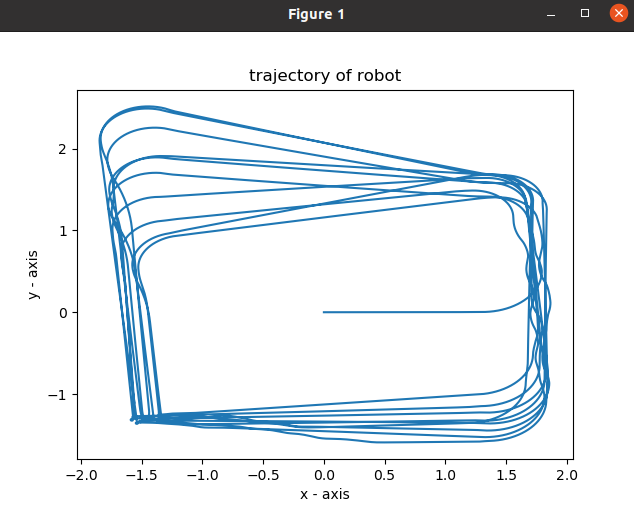 Figure 1
trajectory of robot
y - axis
2
1
0
−1
−2.0 −1.5 −1.0 −0.5 0.0 0.5 1.0 1.5 2.0
x - axis